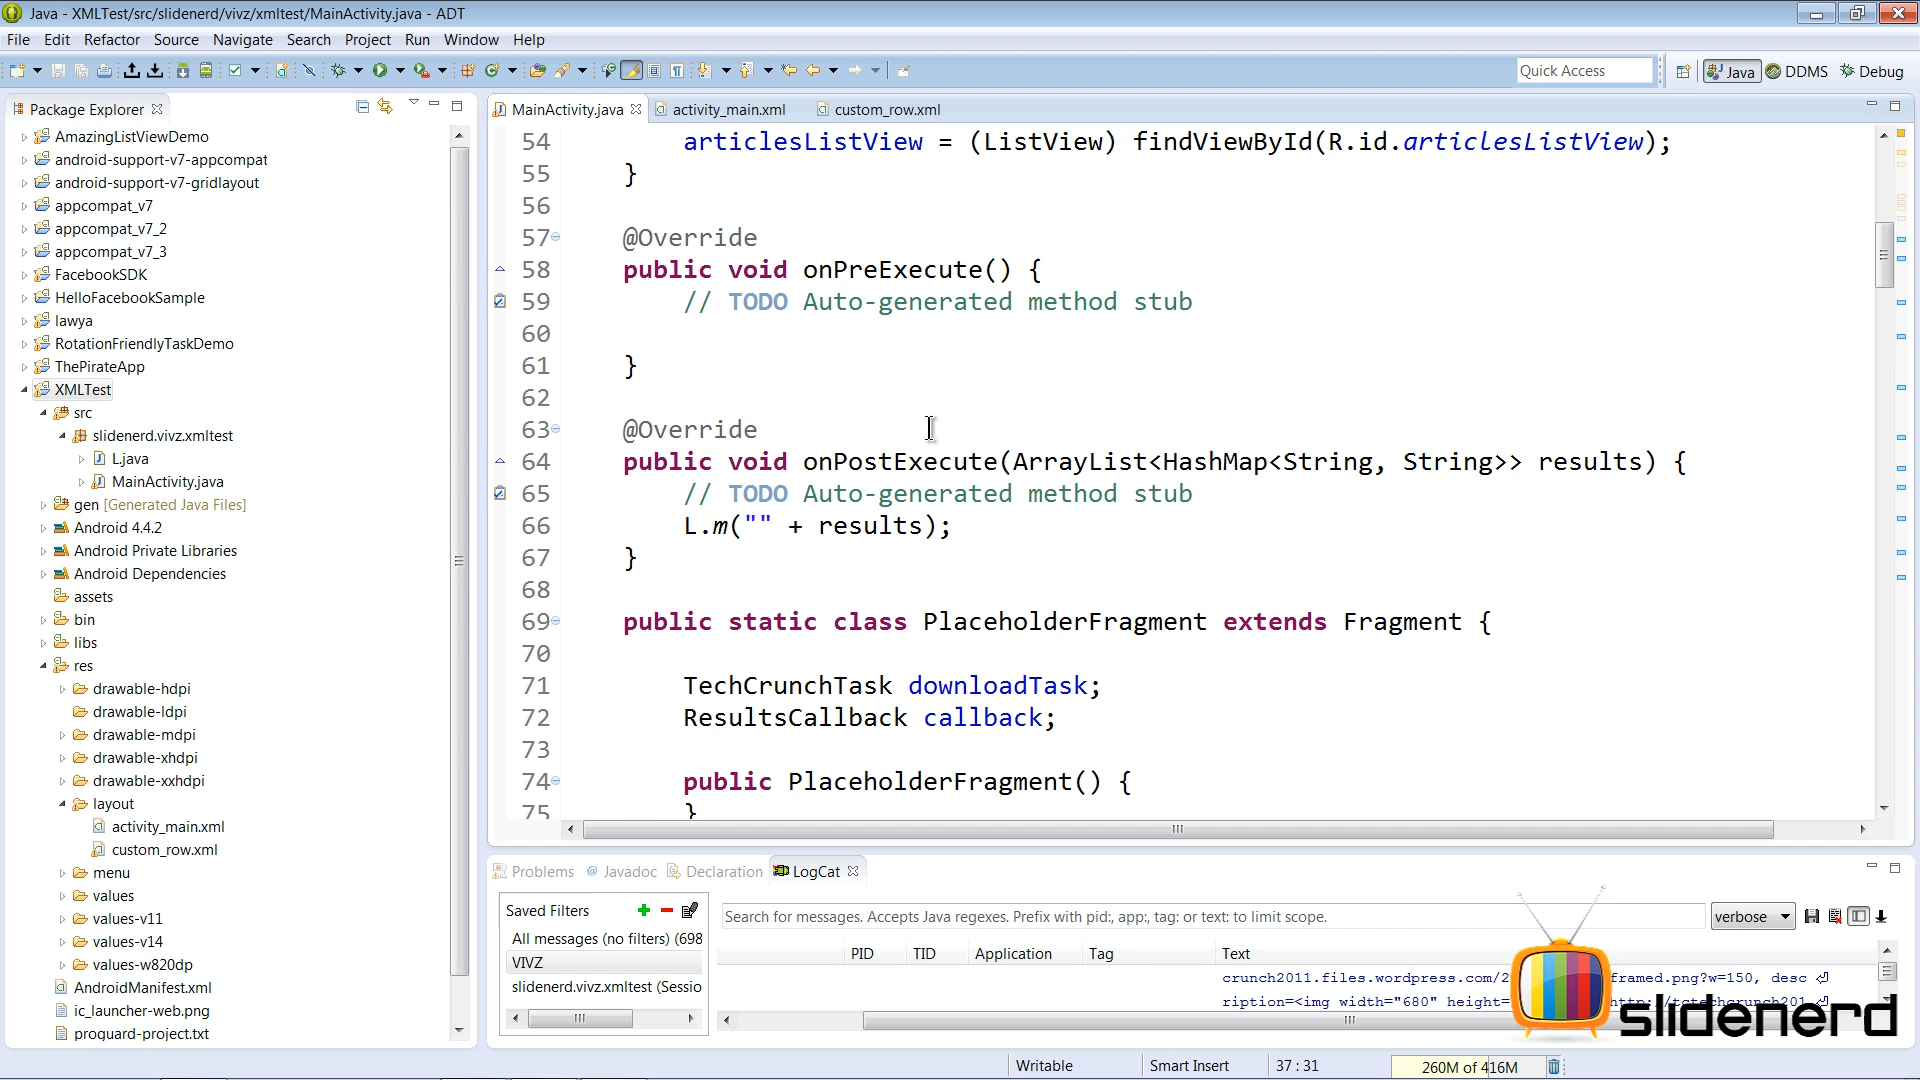 Java - XMLTest/src/slidenerd/vivz/xmltest/MainActivity.java - ADT
File Edit Refactor Source Navigate Search Project Run Window Help
Quick Access Java DDMS Debug
Package Explorer
AmazingListViewDemo
android-support-v7-appcompat
android-support-v7-gridlayout
appcompat_v7
appcompat_v7_2
appcompat_v7_3
FacebookSDK
HelloFacebookSample
lawya
RotationFriendlyTaskDemo
ThePirateApp
XMLTest
src
slidenerd.vivz.xmltest
L.java
MainActivity.java
gen [Generated Java Files]
Android 4.4.2
Android Private Libraries
Android Dependencies
assets
bin
libs
res
drawable-hdpi
drawable-ldpi
drawable-mdpi
drawable-xhdpi
drawable-xxhdpi
layout
activity_main.xml
custom_row.xml
menu
values
values-v11
values-v14
values-w820dp
AndroidManifest.xml
ic_launcher-web.png
proguard-project.txt
MainActivity.java activity_main.xml custom_row.xml
54 articlesListView = (ListView) findViewById(R.id.articlesListView);
55 }
56
57 @Override
58 public void onPreExecute() {
59 // TODO Auto-generated method stub
60
61 }
62
63 @Override
64 public void onPostExecute(ArrayList<HashMap<String, String>> results) {
65 // TODO Auto-generated method stub
66 L.m("" + results);
67 }
68
69 public static class PlaceholderFragment extends Fragment {
70
71 TechCrunchTask downloadTask;
72 ResultsCallback callback;
73
74 public PlaceholderFragment() {
75 }
Problems @ Javadoc Declaration LogCat
Saved Filters
All messages (no filters) (698
VIVZ
slidenerd.vivz.xmltest (Sessio
Search for messages. Accepts Java regexes. Prefix with pid:, app:, tag: or text: to limit scope.
verbose
PID TID Application Tag Text
crunch2011.files.wordpress.com/2 framed.png?w=150, desc
ription=<img width="680" height=
slidenerd
Writable Smart Insert 37 : 31 260M of 416M